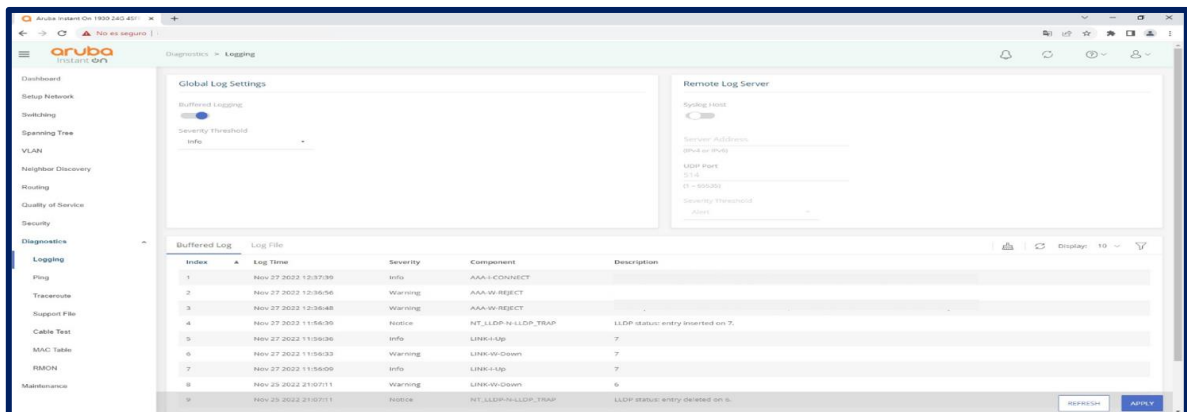 Aruba Instant On 1930 24G 4SF
No es seguro
aruba
instant on
Diagnostics > Logging
Dashboard
Setup Network
Switching
Spanning Tree
VLAN
Neighbor Discovery
Routing
Quality of Service
Security
Diagnostics
Logging
Ping
Traceroute
Support File
Cable Test
MAC Table
RMON
Maintenance
Global Log Settings
Buffered Logging
Severity Threshold
Info
Remote Log Server
Syslog Host
Server Address
(IPv4 or IPv6)
UDP Port
514
Severity Threshold
Alert
Buffered Log Log File
Display: 10
Index Log Time Severity Component Description
1 Nov 27 2022 12:37:39 Info AAA-I-CONNECT
2 Nov 27 2022 12:36:56 Warning AAA-W-REJECT
3 Nov 27 2022 12:36:48 Warning AAA-W-REJECT
4 Nov 27 2022 11:56:39 Notice NT_LLDP-N-LLDP_TRAP LLDP status: entry inserted on 7.
5 Nov 27 2022 11:56:36 Info LINK-I-Up 7
6 Nov 27 2022 11:56:33 Warning LINK-W-Down 7
7 Nov 27 2022 11:56:09 Info LINK-I-Up 7
8 Nov 25 2022 21:07:11 Warning LINK-W-Down 6
9 Nov 25 2022 21:07:11 Notice NT_LLDP-N-LLDP_TRAP LLDP status: entry deleted on 6.
REFRESH APPLY